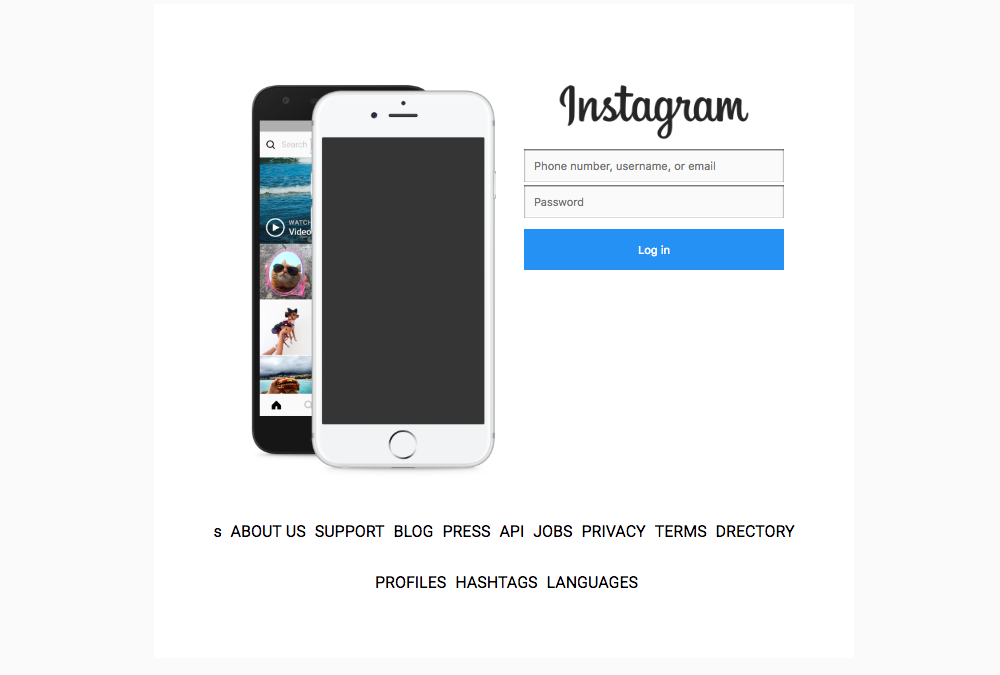 Instagram
Search
WATCH
Video
Phone number, username, or email
Password
Log in
s ABOUT US SUPPORT BLOG PRESS API JOBS PRIVACY TERMS DRECTORY
PROFILES HASHTAGS LANGUAGES